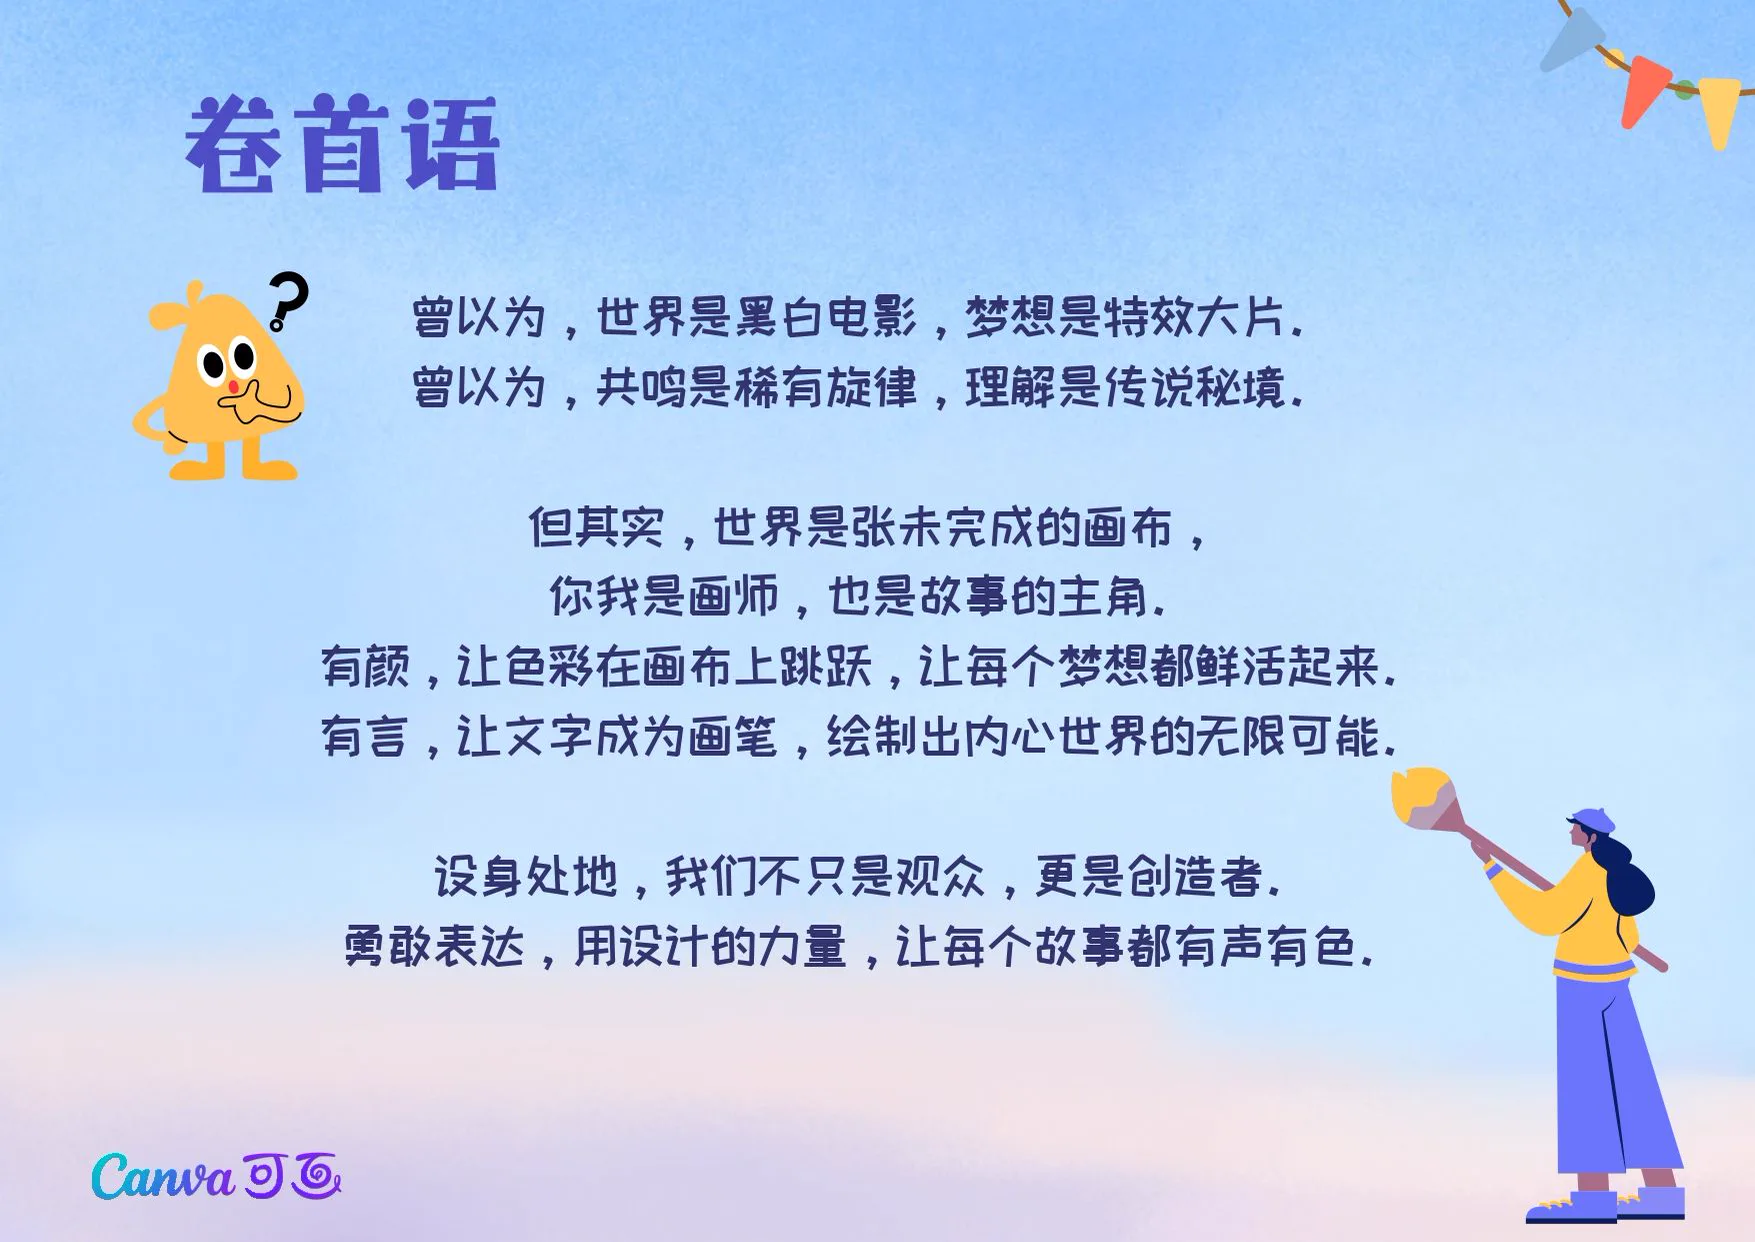 卷首语
?
曾以为，世界是黑白电影，梦想是特效大片.
曾以为，共鸣是稀有旋律，理解是传说秘境.
但其实，世界是张未完成的画布，
你我是画师，也是故事的主角.
有颜，让色彩在画布上跳跃，让每个梦想都鲜活起来.
有言，让文字成为画笔，绘制出内心世界的无限可能.
设身处地，我们不只是观众，更是创造者.
勇敢表达，用设计的力量，让每个故事都有声有色.
Canva可画